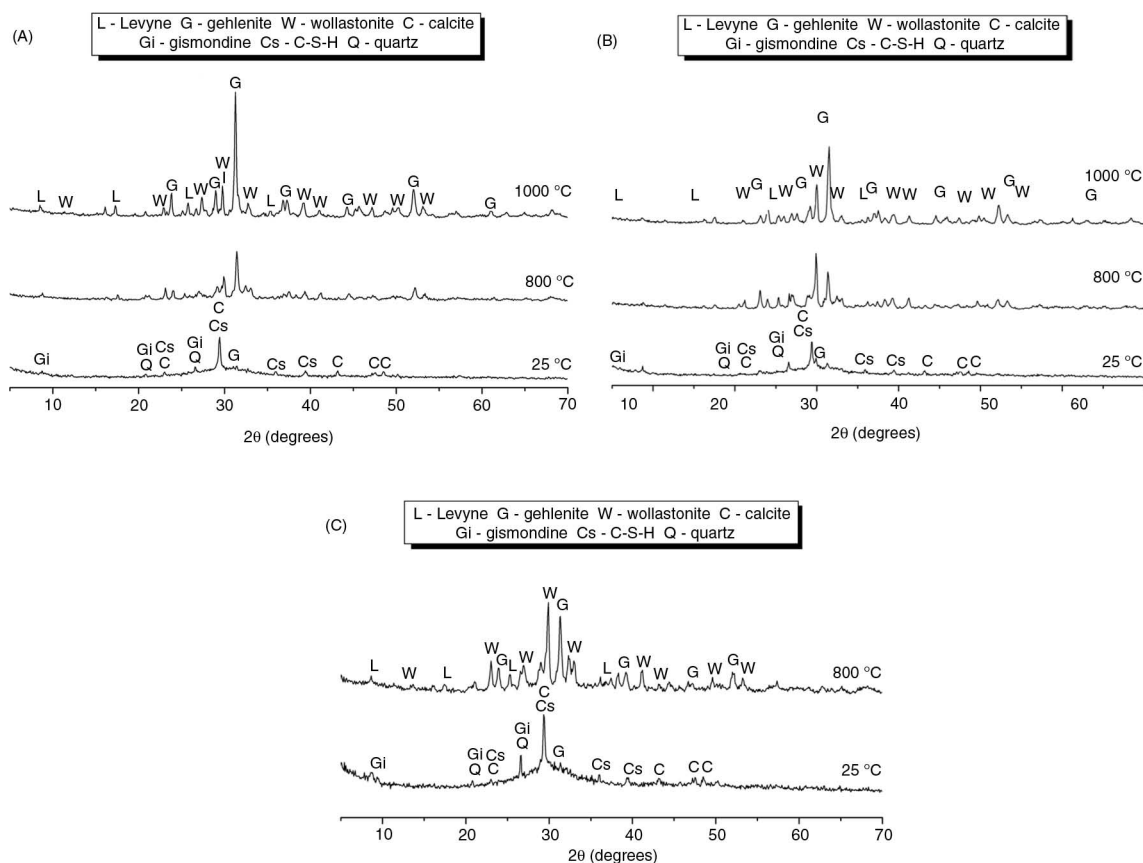 (A)
L - Levyne G - gehlenite W - wollastonite C - calcite
Gi - gismondine Cs - C-S-H Q - quartz
G
W
I
L W L W G L W G W L G W W G W W G W G
1000 °C
800 °C
C
Cs
Gi Cs Gi
Gi Q C Q G Cs Cs C C C
25 °C
10 20 30 40 50 60 70
2θ (degrees)
(B)
L - Levyne G - gehlenite W - wollastonite C - calcite
Gi - gismondine Cs - C-S-H Q - quartz
G
L L W G L W G W W L G W W G W W G W G
1000 °C
800 °C
C
Cs
Gi Cs Gi
Gi Q C Q G Cs Cs C C C
25 °C
10 20 30 40 50 60
2θ (degrees)
(C)
L - Levyne G - gehlenite W - wollastonite C - calcite
Gi - gismondine Cs - C-S-H Q - quartz
W
G
L W L W G L W W L G W W G W G W
800 °C
C
Cs
Gi Cs Gi
Gi Q C Q G Cs Cs C C C
25 °C
10 20 30 40 50 60 70
2θ (degrees)